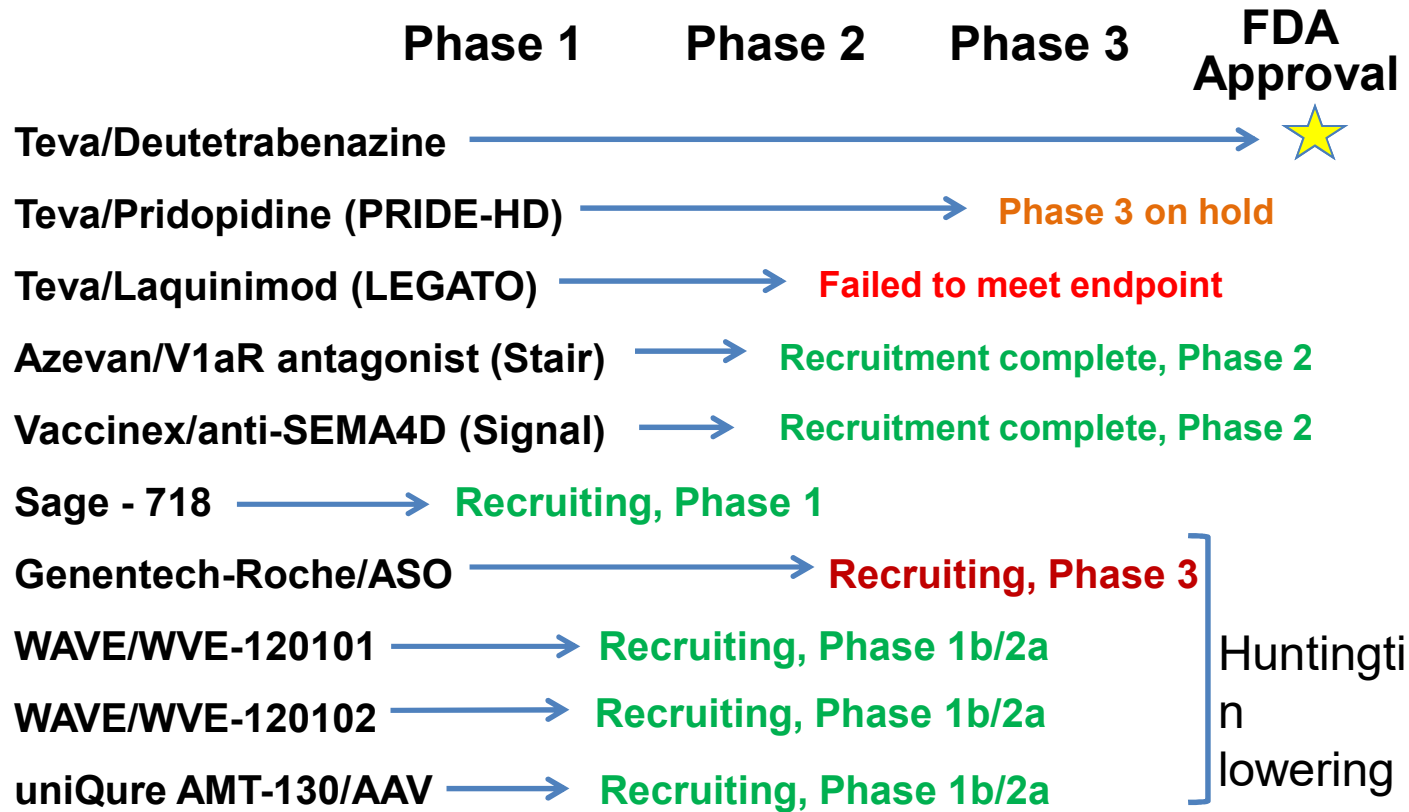 Phase 1 Phase 2 Phase 3 FDA
Approval
Teva/Deutetrabenazine
Teva/Pridopidine (PRIDE-HD) Phase 3 on hold
Teva/Laquinimod (LEGATO) Failed to meet endpoint
Azevan/V1aR antagonist (Stair) Recruitment complete, Phase 2
Vaccinex/anti-SEMA4D (Signal) Recruitment complete, Phase 2
Sage - 718 Recruiting, Phase 1
Genentech-Roche/ASO Recruiting, Phase 3
WAVE/WVE-120101 Recruiting, Phase 1b/2a
WAVE/WVE-120102 Recruiting, Phase 1b/2a
uniQure AMT-130/AAV Recruiting, Phase 1b/2a
Huntingti
n
lowering